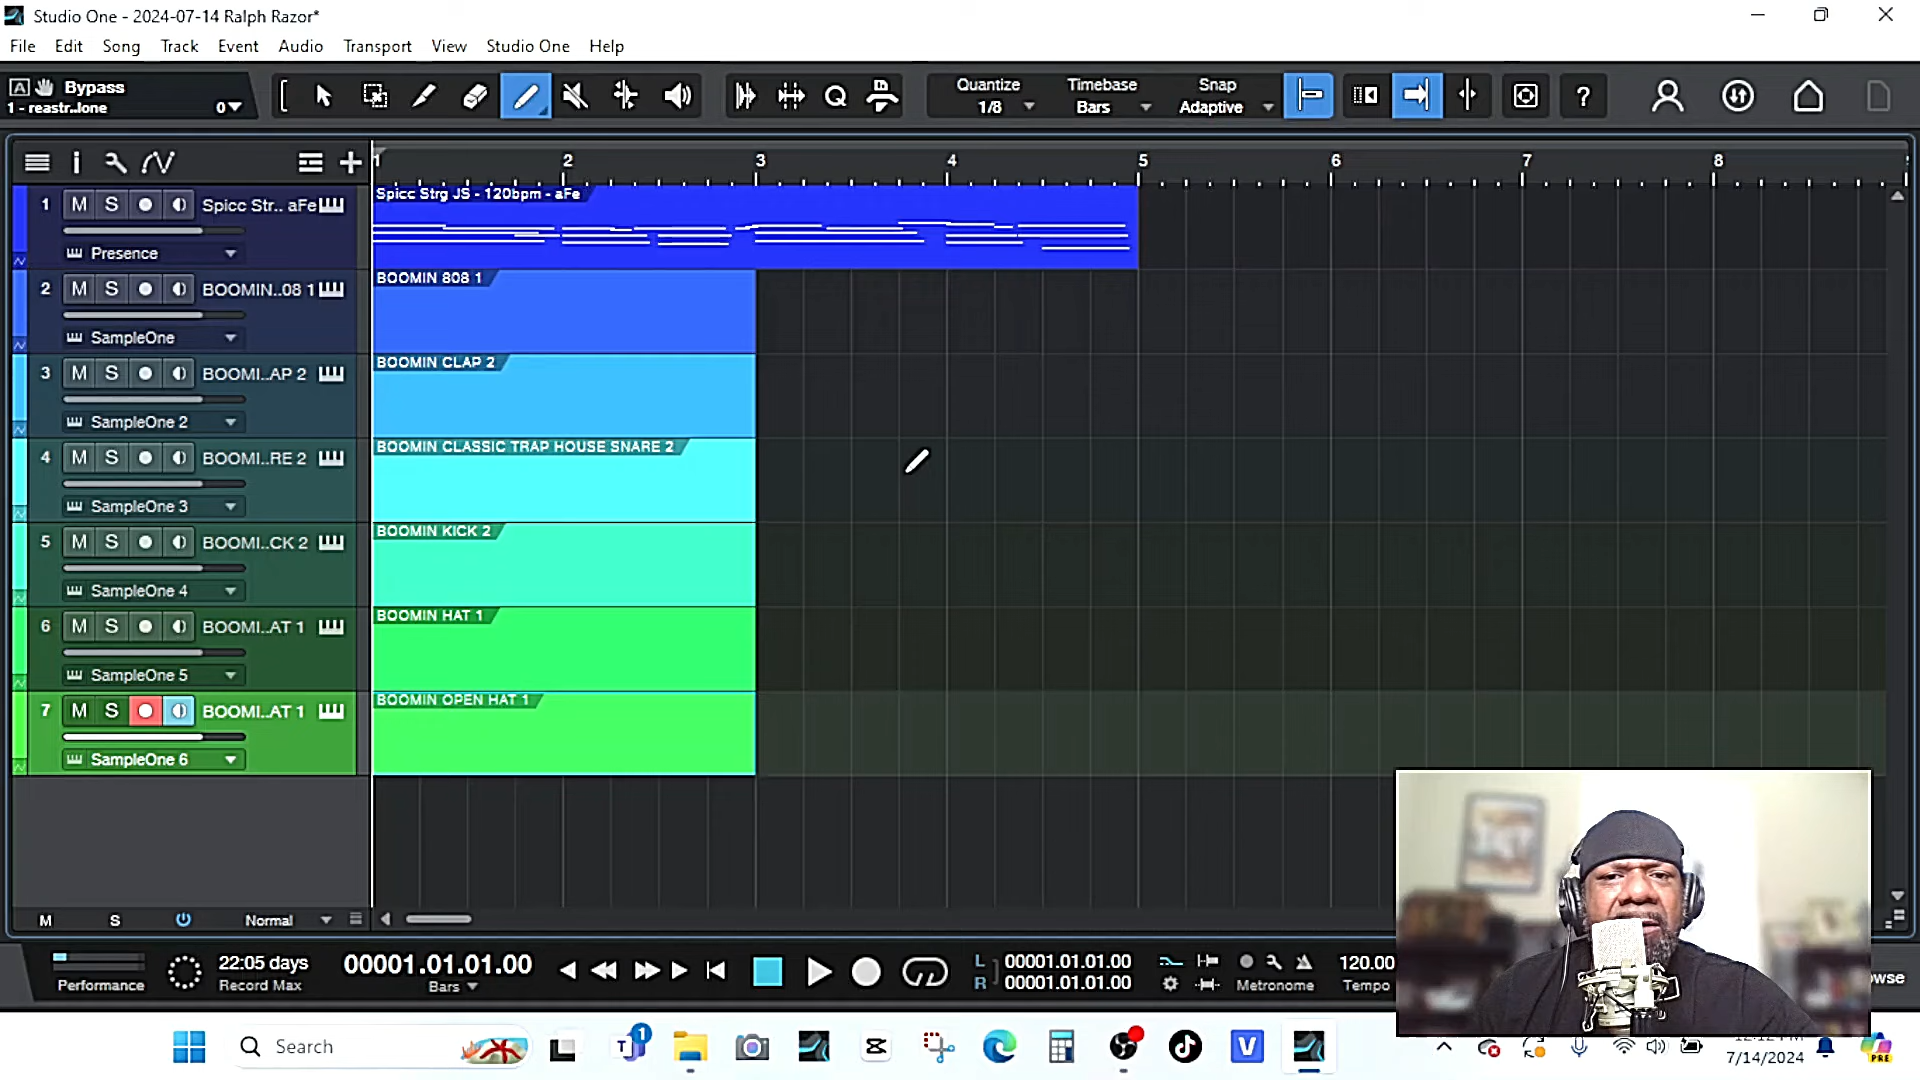 Studio One - 2024-07-14 Ralph Razor*
File Edit Song Track Event Audio Transport View Studio One Help
A Bypass
1 - reastr..lone 0
Quantize Timebase Snap
1/8 Bars Adaptive
Q
?
i
1 2 3 4 5 6 7 8
1 M S Spicc Str.. aFe
Presence
Spicc Strg JS - 120bpm - aFe
2 M S BOOMIN..08 1
SampleOne
BOOMIN 808 1
3 M S BOOMI..AP 2
SampleOne 2
BOOMIN CLAP 2
4 M S BOOMI..RE 2
SampleOne 3
BOOMIN CLASSIC TRAP HOUSE SNARE 2
5 M S BOOMI..CK 2
SampleOne 4
BOOMIN KICK 2
6 M S BOOMI..AT 1
SampleOne 5
BOOMIN HAT 1
7 M S BOOMI..AT 1
SampleOne 6
BOOMIN OPEN HAT 1
M S Normal
Performance
22:05 days
Record Max
00001.01.01.00
Bars
L 00001.01.01.00
R 00001.01.01.00
Metronome
120.00
Tempo
owse
Search
1
T
V
7/14/2024
PRE